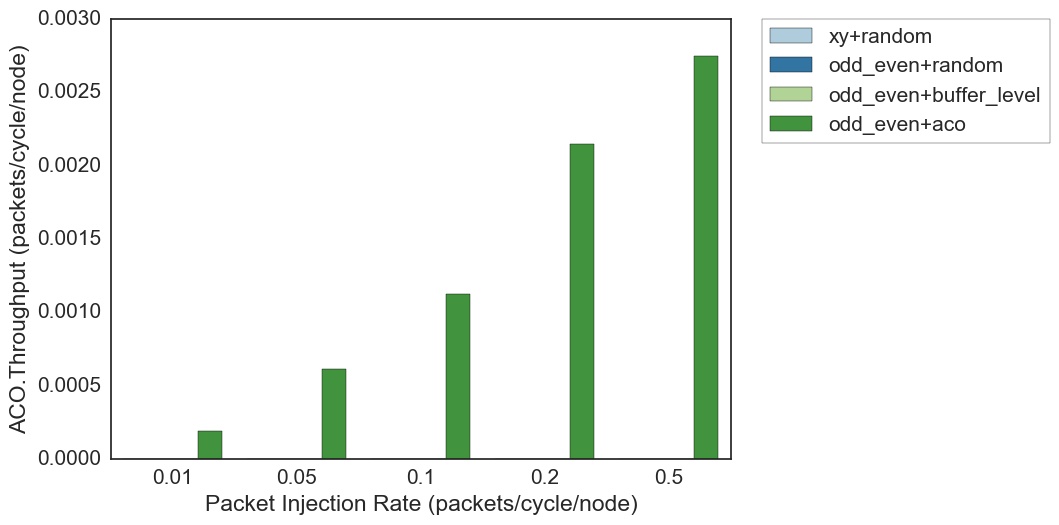 0.0030
0.0025
0.0020
0.0015
0.0010
0.0005
0.0000
ACO.Throughput (packets/cycle/node)
0.01 0.05 0.1 0.2 0.5
Packet Injection Rate (packets/cycle/node)
xy+random
odd_even+random
odd_even+buffer_level
odd_even+aco